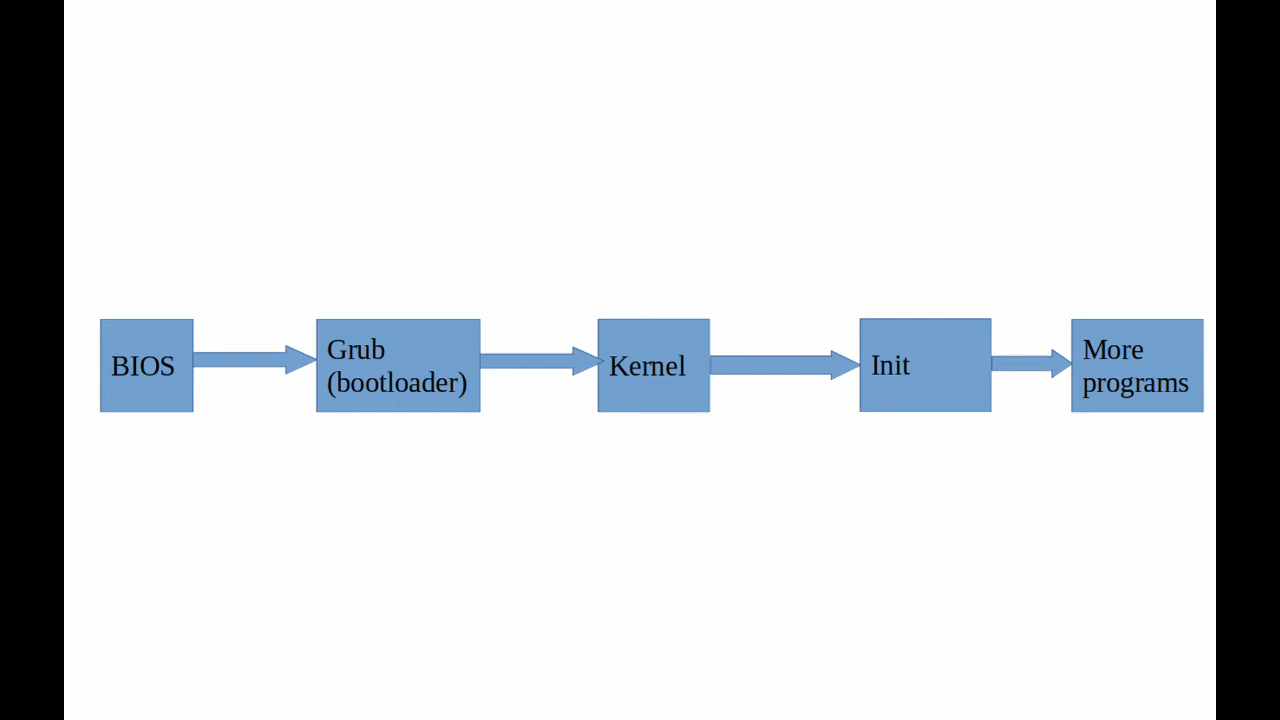 BIOS
Grub
(bootloader)
Kernel
Init
More
programs